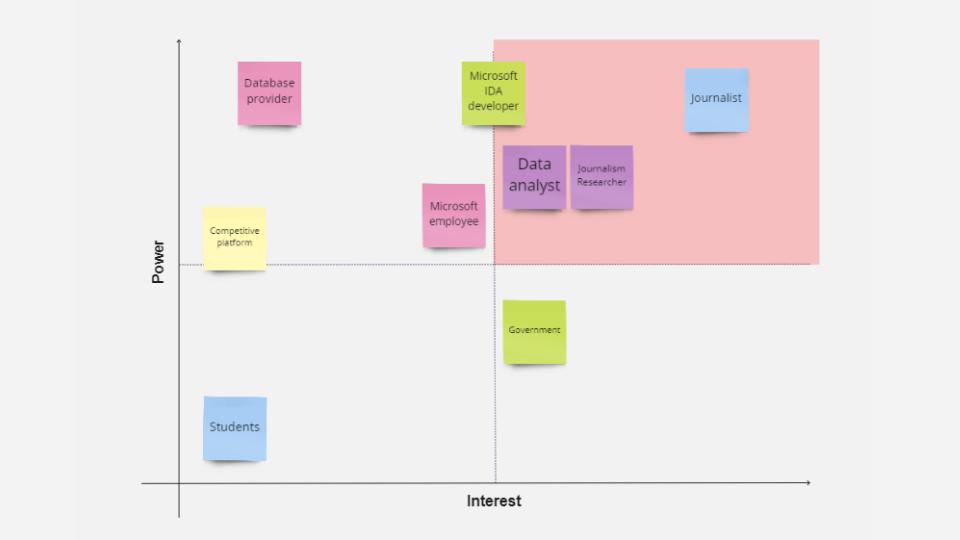 Database
provider
Microsoft
IDA
developer
Journalist
Data
analyst
Journalism
Researcher
Microsoft
employee
Competitive
platform
Power
Government
Students
Interest